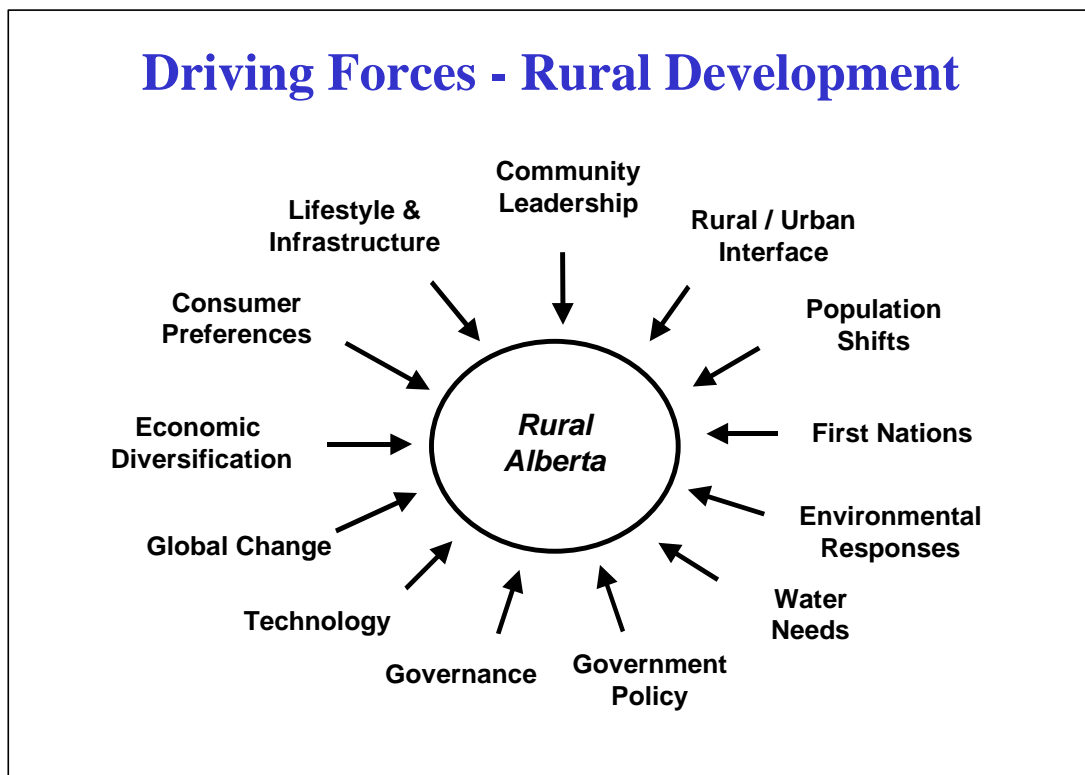 Driving Forces - Rural Development
Community
Leadership
Lifestyle &
Infrastructure
Rural / Urban
Interface
Consumer
Preferences
Population
Shifts
Economic
Diversification
Rural
Alberta
First Nations
Global Change
Environmental
Responses
Technology
Water
Needs
Governance
Government
Policy